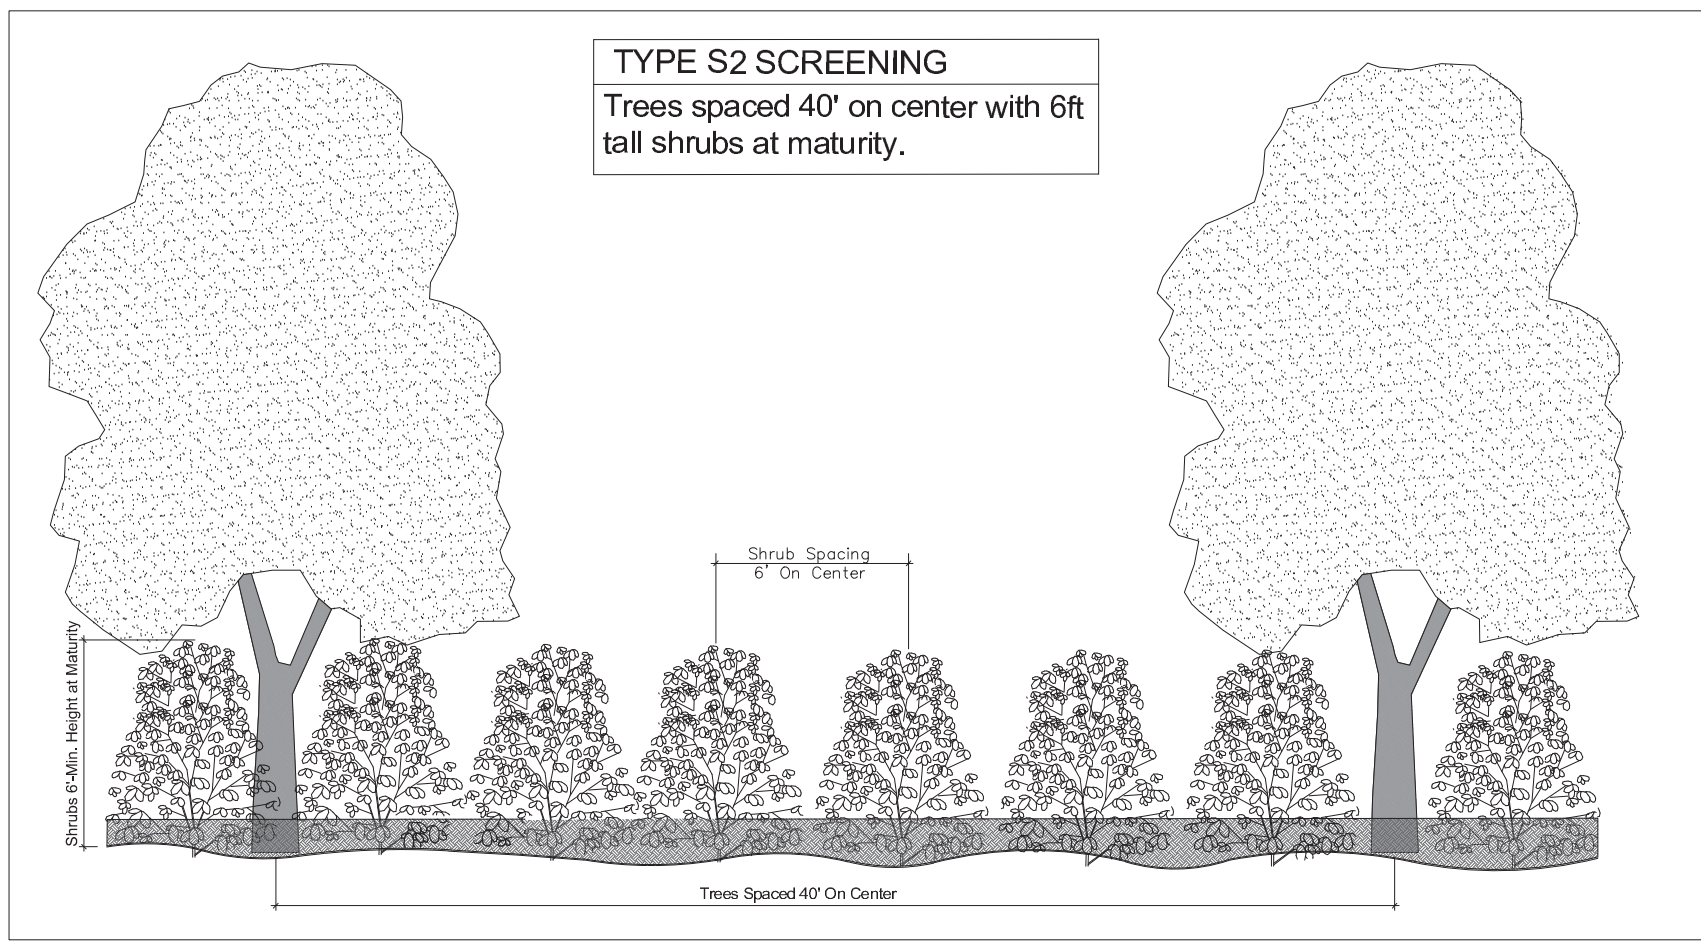 TYPE S2 SCREENING
Trees spaced 40' on center with 6ft
tall shrubs at maturity.
Shrub Spacing
6' On Center
Shrubs 6'-Min. Height at Maturity
Trees Spaced 40' On Center